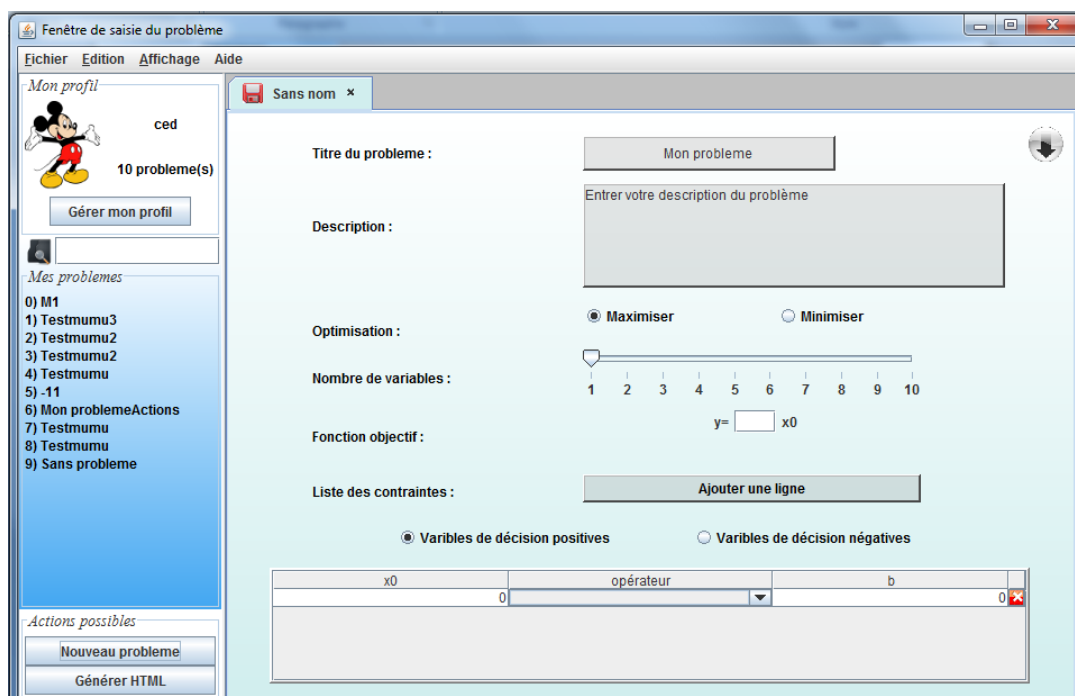 Fenêtre de saisie du problème
Fichier Edition Affichage Aide
Mon profil
ced
10 probleme(s)
Gérer mon profil
Mes problemes
0) M1
1) Testmumu3
2) Testmumu2
3) Testmumu2
4) Testmumu
5) -11
6) Mon problemeActions
7) Testmumu
8) Testmumu
9) Sans probleme
Actions possibles
Nouveau probleme
Générer HTML
Sans nom ×
Titre du probleme : Mon probleme
Description : Entrer votre description du problème
Optimisation : Maximiser Minimiser
Nombre de variables : 1 2 3 4 5 6 7 8 9 10
Fonction objectif : y= x0
Liste des contraintes : Ajouter une ligne
Varibles de décision positives Varibles de décision négatives
x0 opérateur b
0 0